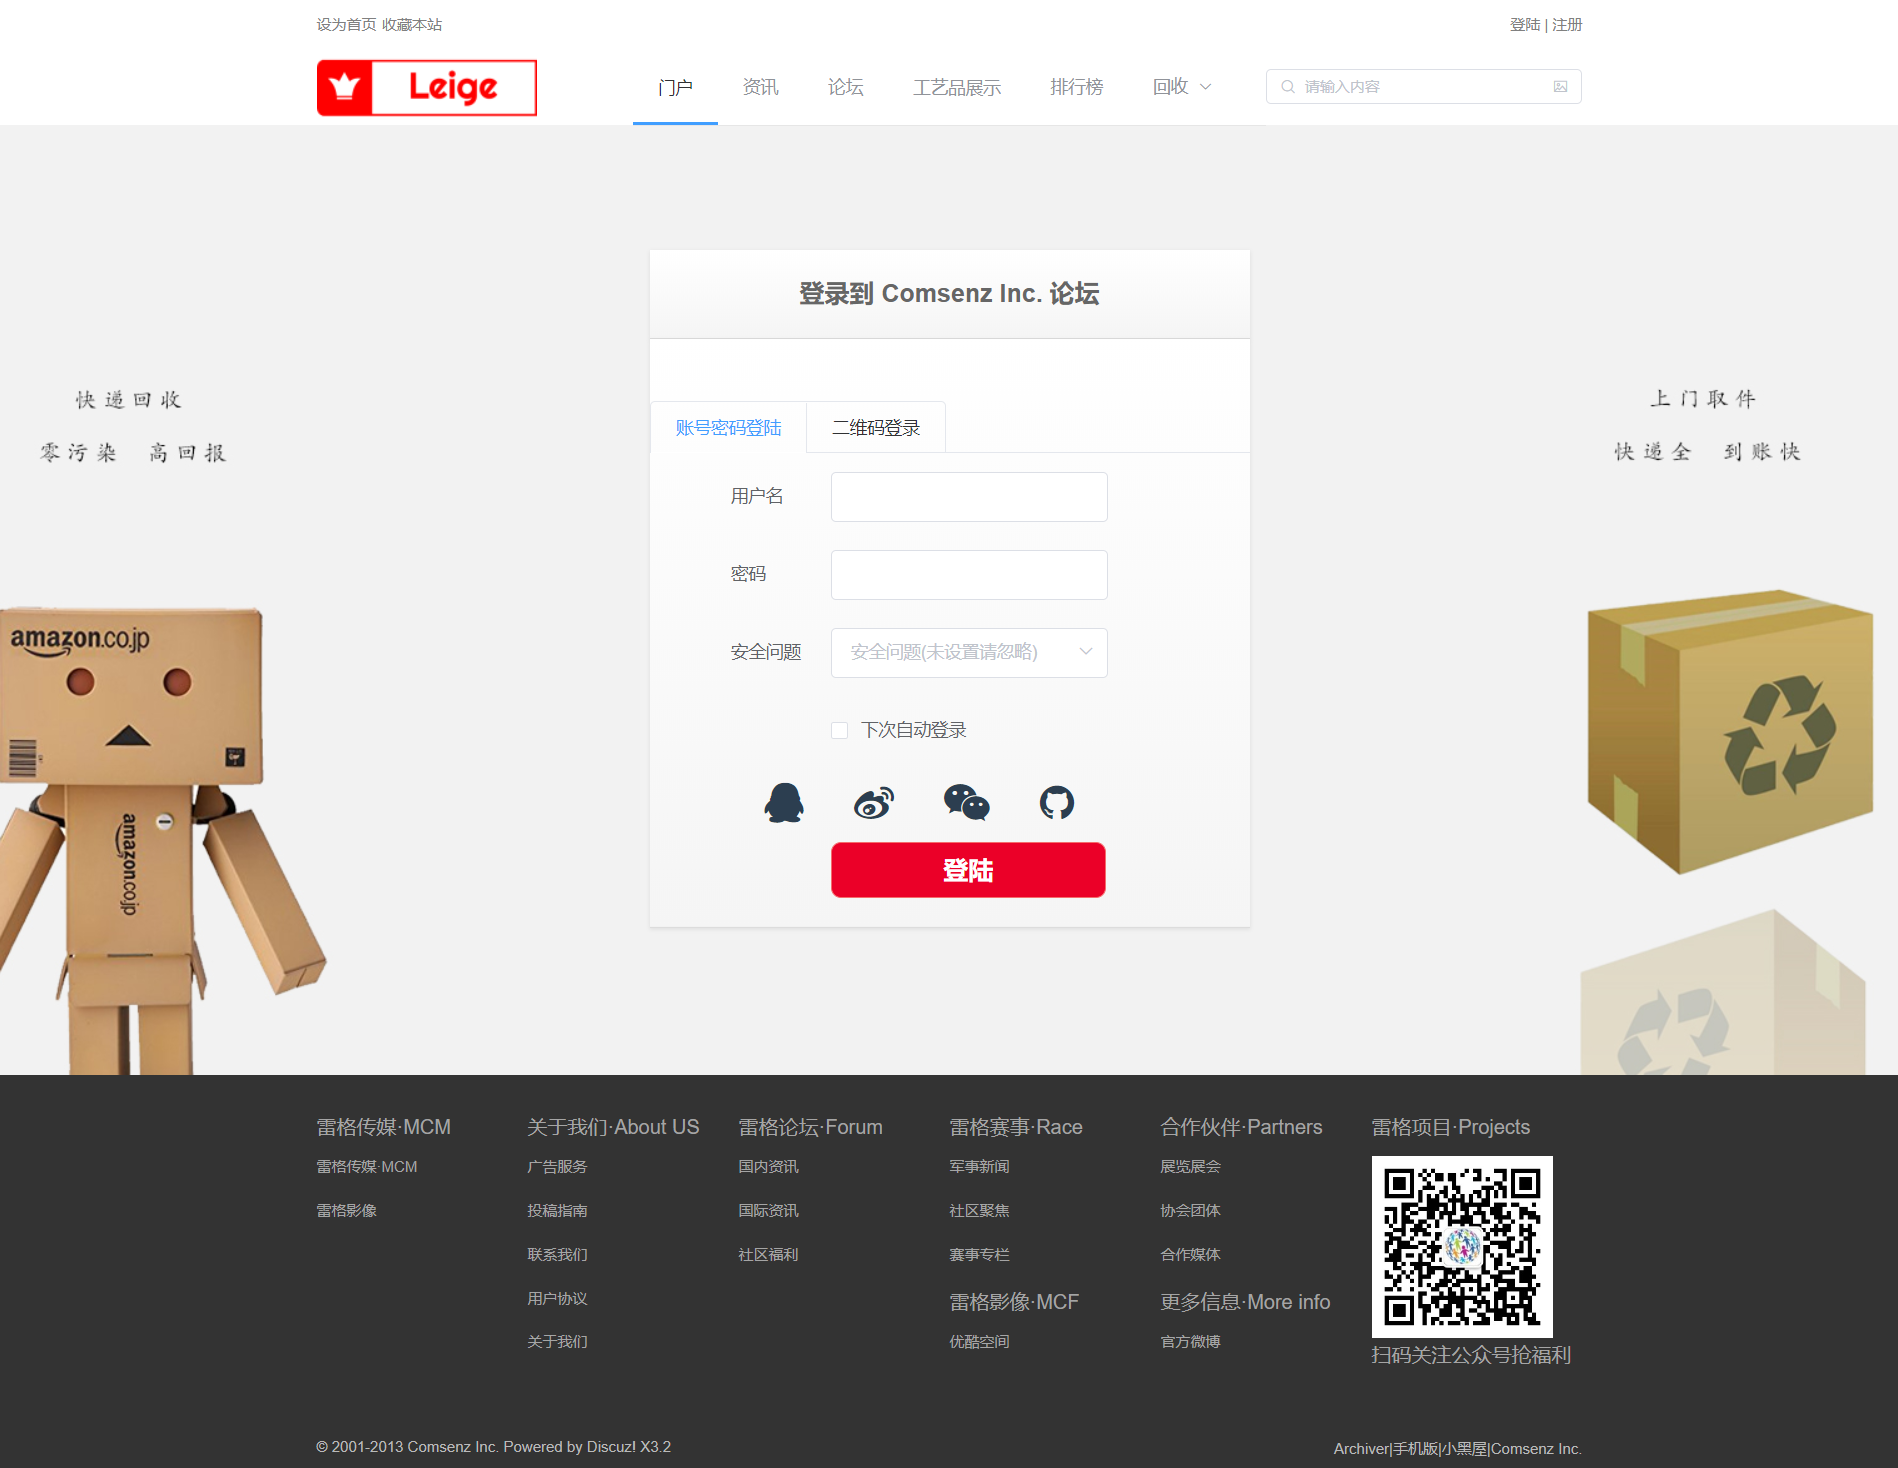 设为首页 收藏本站
登陆 | 注册
Leige
门户
资讯
论坛
工艺品展示
排行榜
回收
请输入内容
登录到 Comsenz Inc. 论坛
快递回收
零污染 高回报
上门取件
快递全 到账快
账号密码登陆
二维码登录
用户名
密码
安全问题
安全问题(未设置请忽略)
下次自动登录
登陆
amazon.co.jp
amazon.co.jp
雷格传媒·MCM
雷格传媒·MCM
雷格影像
关于我们·About US
广告服务
投稿指南
联系我们
用户协议
关于我们
雷格论坛·Forum
国内资讯
国际资讯
社区福利
雷格赛事·Race
军事新闻
社区聚焦
赛事专栏
雷格影像·MCF
优酷空间
合作伙伴·Partners
展览展会
协会团体
合作媒体
更多信息·More info
官方微博
雷格项目·Projects
扫码关注公众号抢福利
© 2001-2013 Comsenz Inc. Powered by Discuz! X3.2
Archiver|手机版|小黑屋|Comsenz Inc.